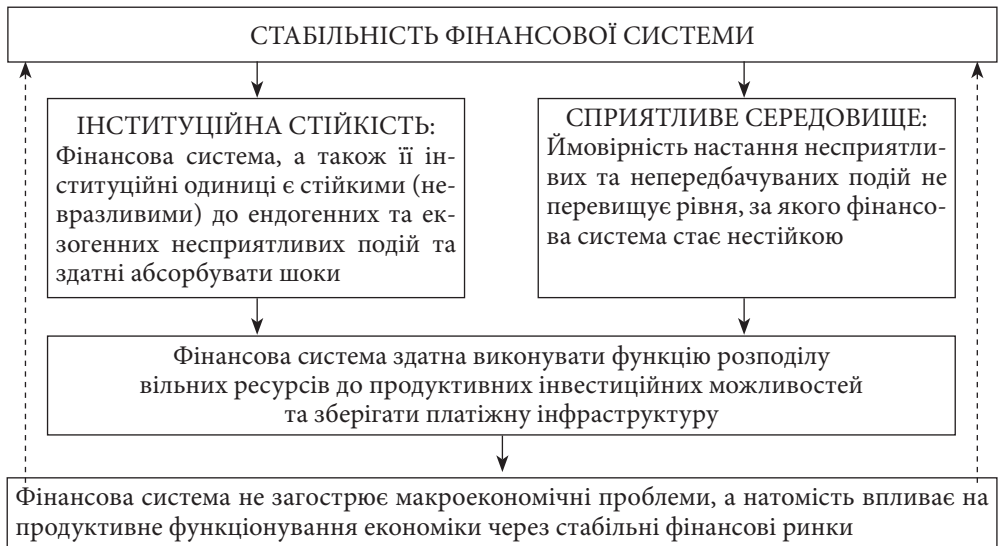 СТАБІЛЬНІСТЬ ФІНАНСОВОЇ СИСТЕМИ
ІНСТИТУЦІЙНА СТІЙКІСТЬ:
Фінансова система, а також її ін-
ституційні одиниці є стійкими (не-
вразливими) до ендогенних та ек-
зогенних несприятливих подій та
здатні абсорбувати шоки
СПРИЯТЛИВЕ СЕРЕДОВИЩЕ:
Ймовірність настання несприятли-
вих та непередбачуваних подій не
перевищує рівня, за якого фінансо-
ва система стає нестійкою
Фінансова система здатна виконувати функцію розподілу
вільних ресурсів до продуктивних інвестиційних можливостей
та зберігати платіжну інфраструктуру
Фінансова система не загострює макроекономічні проблеми, а натомість впливає на
продуктивне функціонування економіки через стабільні фінансові ринки